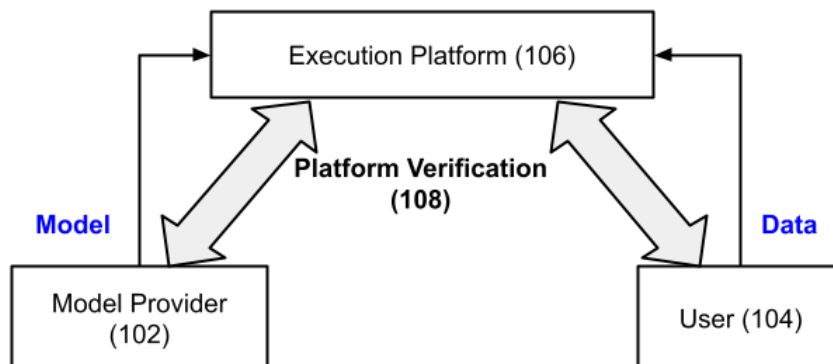 Execution Platform (106)
Platform Verification
(108)
Model
Data
Model Provider
(102)
User (104)